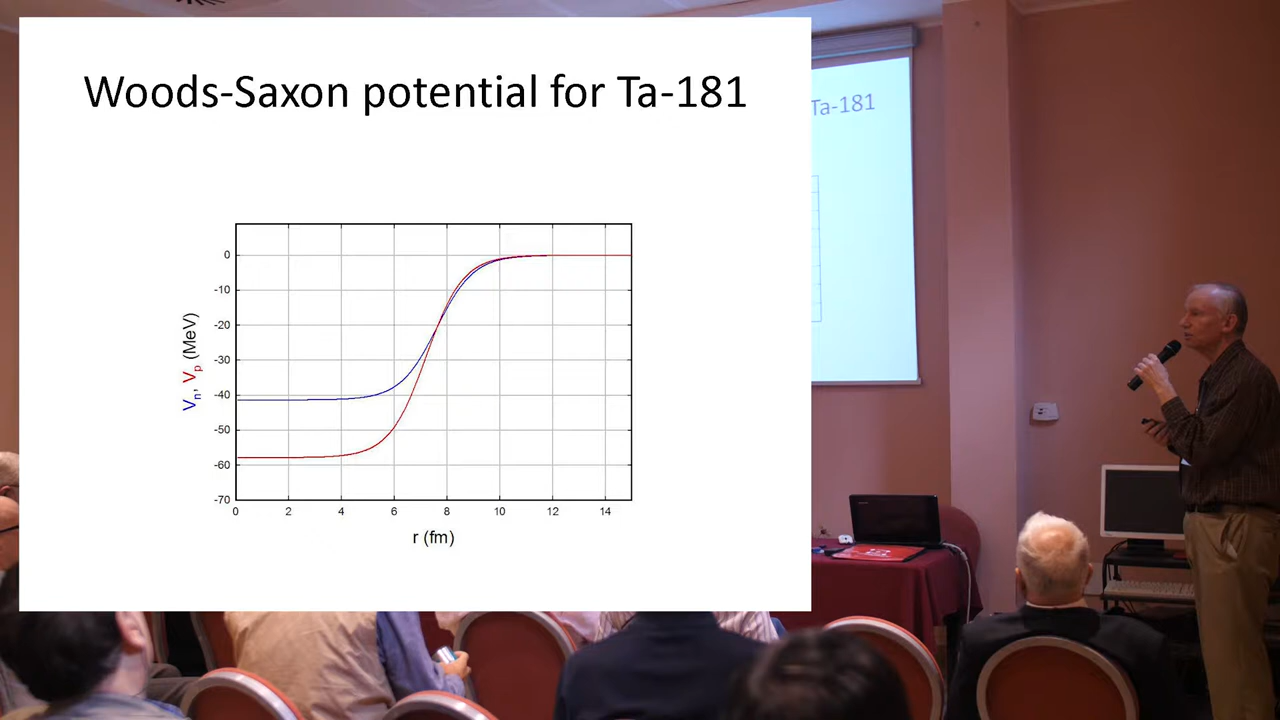 Woods-Saxon potential for Ta-181
Ta-181
0
-10
-20
-30
-40
-50
-60
-70
0 2 4 6 8 10 12 14
Vn, Vp (MeV)
r (fm)